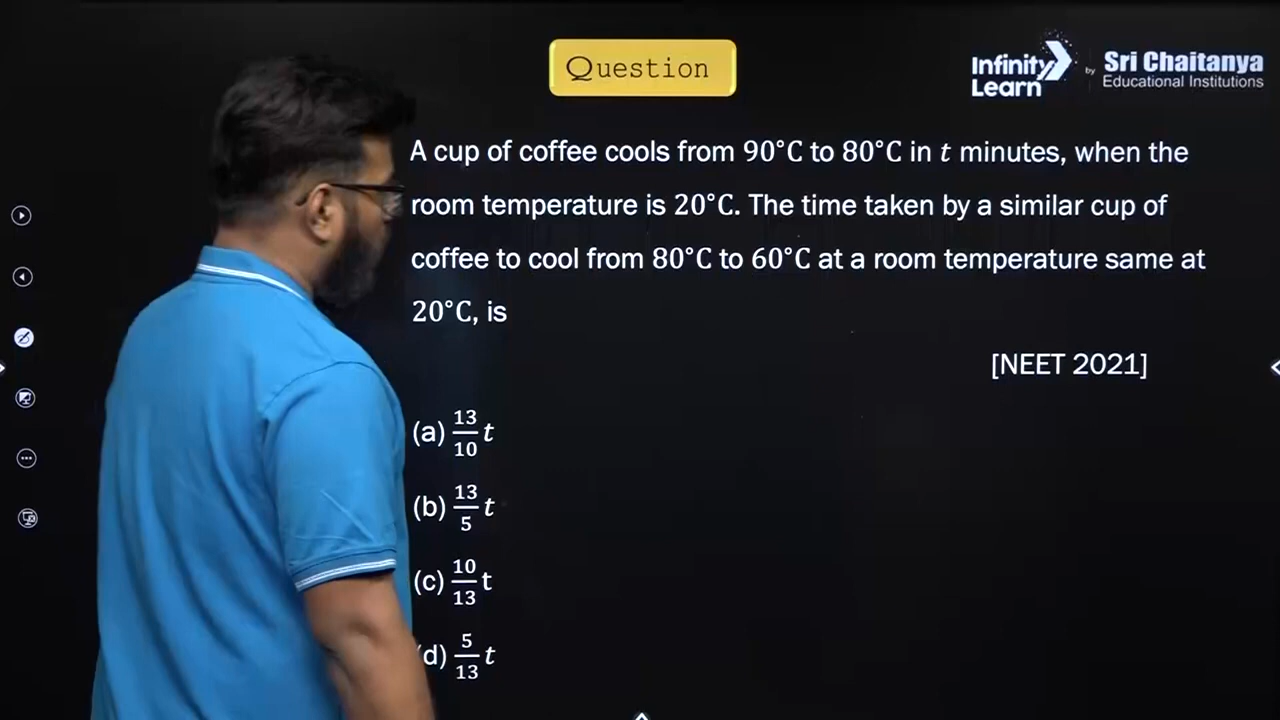 Question
Infinity Learn
by
Sri Chaitanya
Educational Institutions
A cup of coffee cools from 90°C to 80°C in t minutes, when the
room temperature is 20°C. The time taken by a similar cup of
coffee to cool from 80°C to 60°C at a room temperature same at
20°C, is
[NEET 2021]
(a) 13/10 t
(b) 13/5 t
(c) 10/13 t
d) 5/13 t